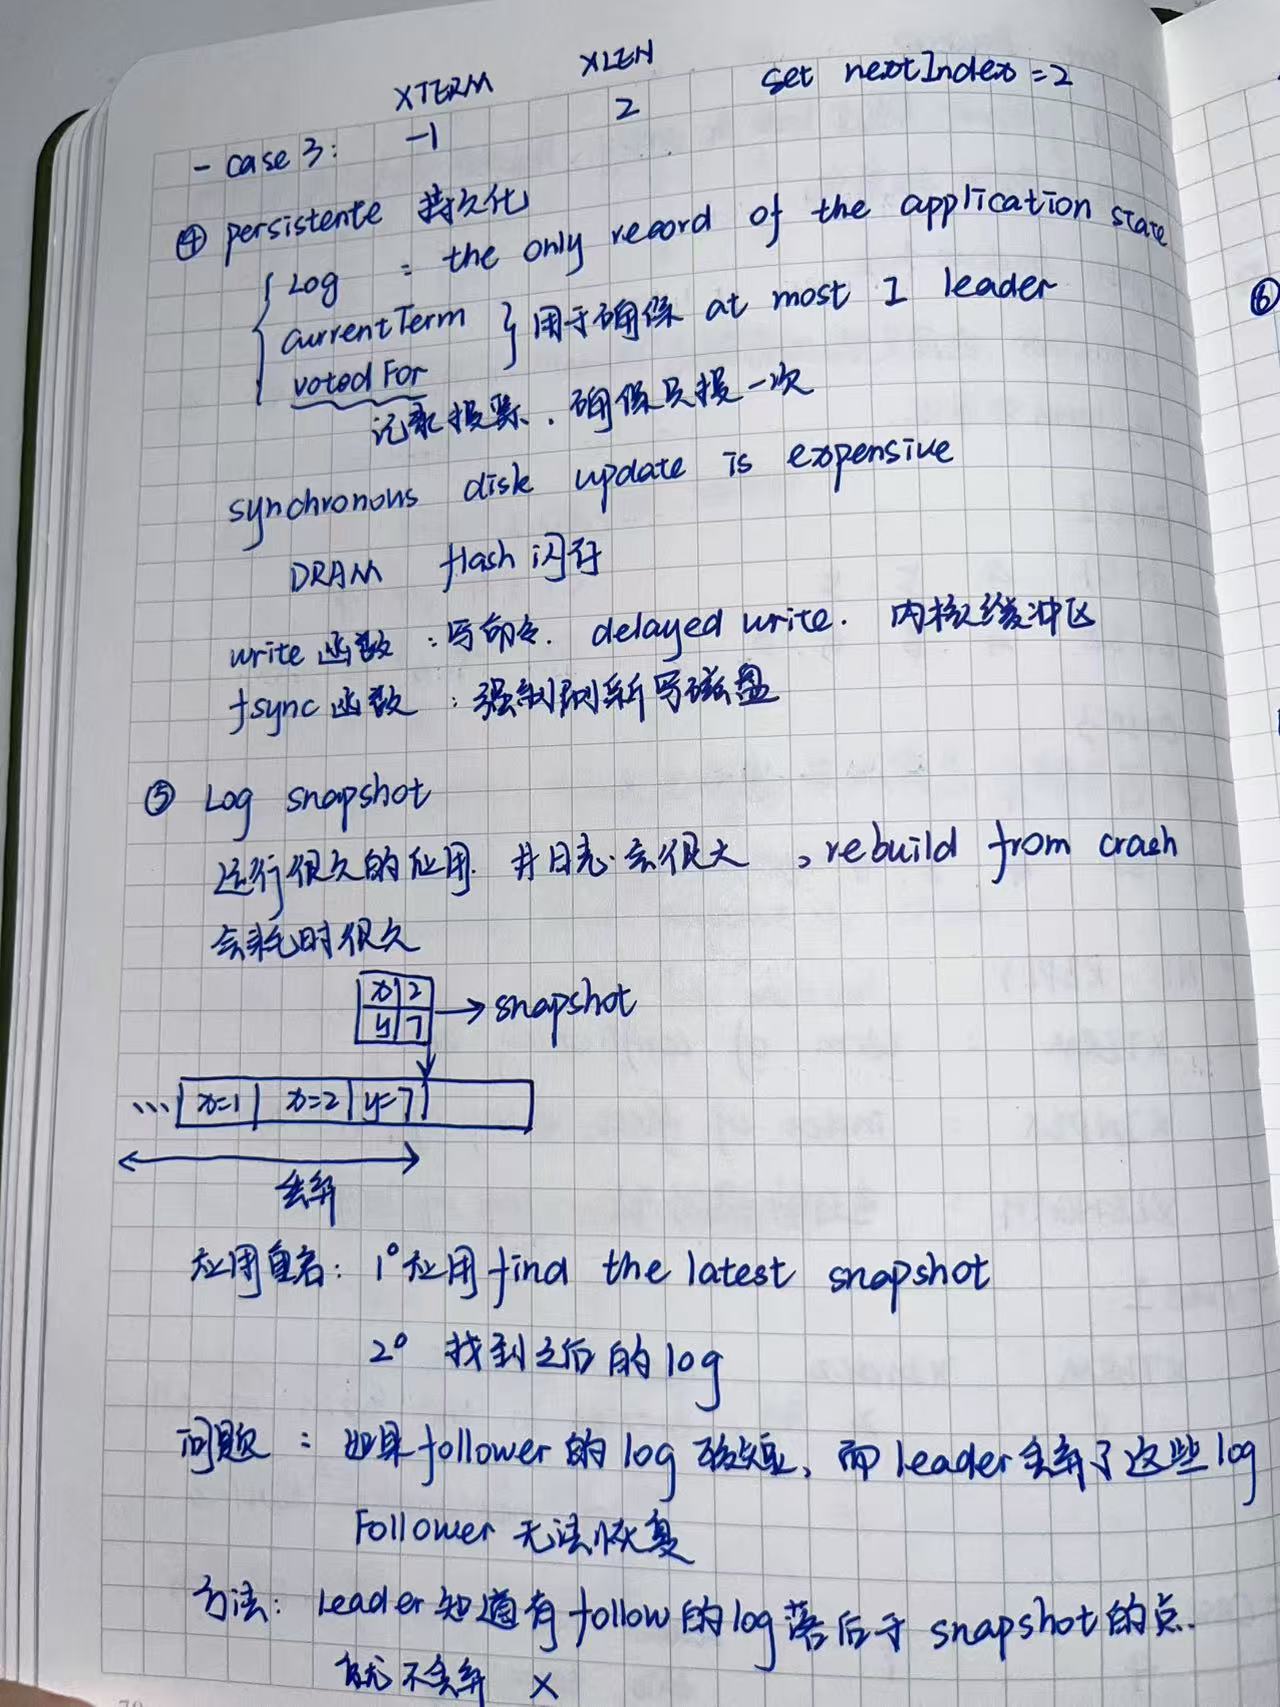 XTERM XLEN set nextIndex=2
- case 3: -1 2
④ persistente 持久化
Log : the only record of the application state
currentTerm } 用于确保 at most 1 leader
votedFor
记录投票、确保只投一次
synchronous disk update is expensive
DRAM flash 闪存
write 函数 : 写命令. delayed write. 内核缓冲区
fsync 函数 : 强制刷新写磁盘
⑤ Log snapshot
运行很久的应用. 其日志会很大 , rebuild from crash
会耗时很久
x 2
y 7 → snapshot
... x=1 x=2 y=7
丢弃
应用重启: 1° 应用 find the latest snapshot
2° 找到之后的 log
问题 : 如果 follower 的 log 较短, 而 leader 丢弃了这些 log
Follower 无法恢复
方法: Leader 知道有 follow 的 log 落后于 snapshot 的点.
就不丢弃 ×
⑥